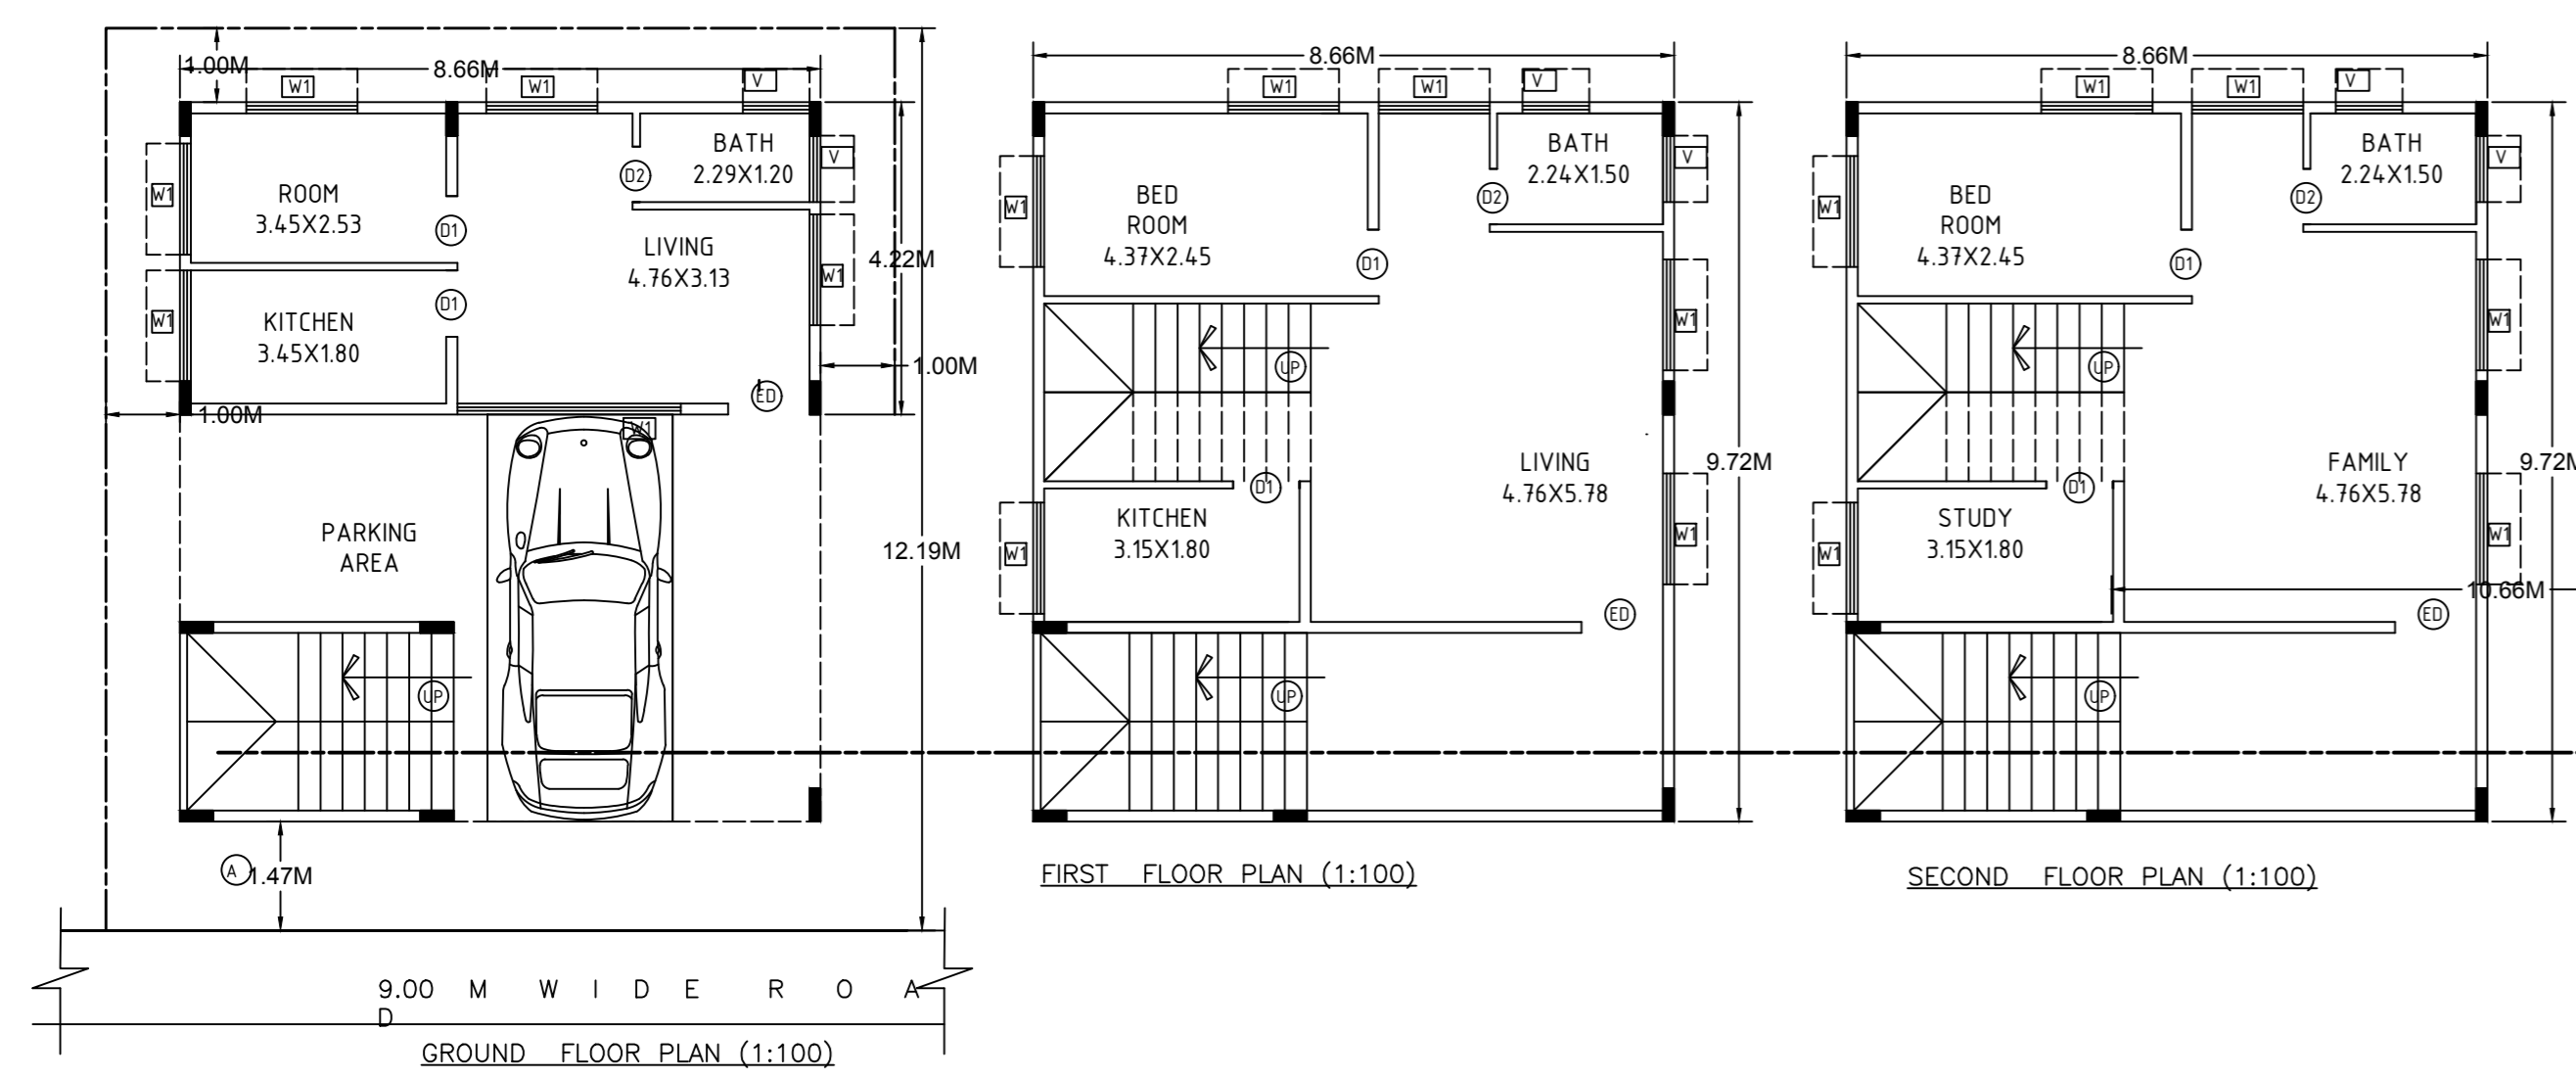 1.00M
8.66M
W1
W1
V
BATH
2.29X1.20
V
W1
ROOM
3.45X2.53
D2
D1
LIVING
4.76X3.13
4.22M
W1
D1
W1
KITCHEN
3.45X1.80
1.00M
ED
1.00M
W1
PARKING
AREA
12.19M
UP
A
1.47M
9.00 M W I D E R O A
D
GROUND FLOOR PLAN (1:100)
8.66M
W1
W1
V
BATH
2.24X1.50
V
BED
ROOM
4.37X2.45
W1
D2
D1
W1
UP
LIVING
4.76X5.78
9.72M
D1
KITCHEN
3.15X1.80
W1
W1
ED
UP
FIRST FLOOR PLAN (1:100)
8.66M
W1
W1
V
BATH
2.24X1.50
V
BED
ROOM
4.37X2.45
W1
D2
D1
W1
UP
FAMILY
4.76X5.78
9.72M
D1
STUDY
3.15X1.80
W1
W1
10.66M
ED
UP
SECOND FLOOR PLAN (1:100)